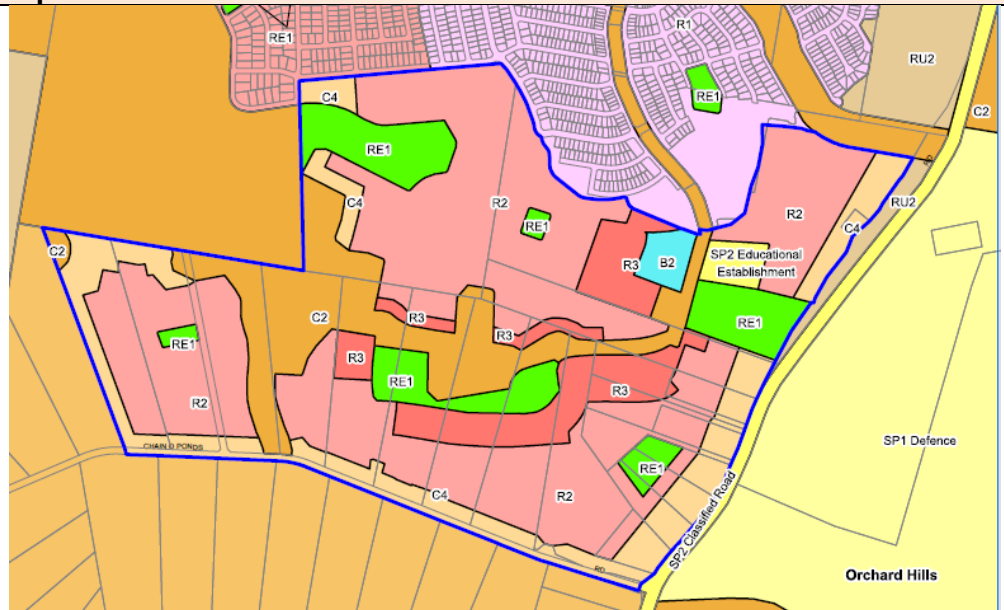 RE1
R1
RU2
C2
RE1
C4
RE1
RD
C4
R2
RE1
R2
RU2
C4
SP2 Educational
Establishment
R3
B2
C2
C2
R3
R3
RE1
RE1
R3
RE1
R3
R2
SP1 Defence
CHAIN O PONDS
RE1
C4
R2
SP2 Classified Road
RD
Orchard Hills